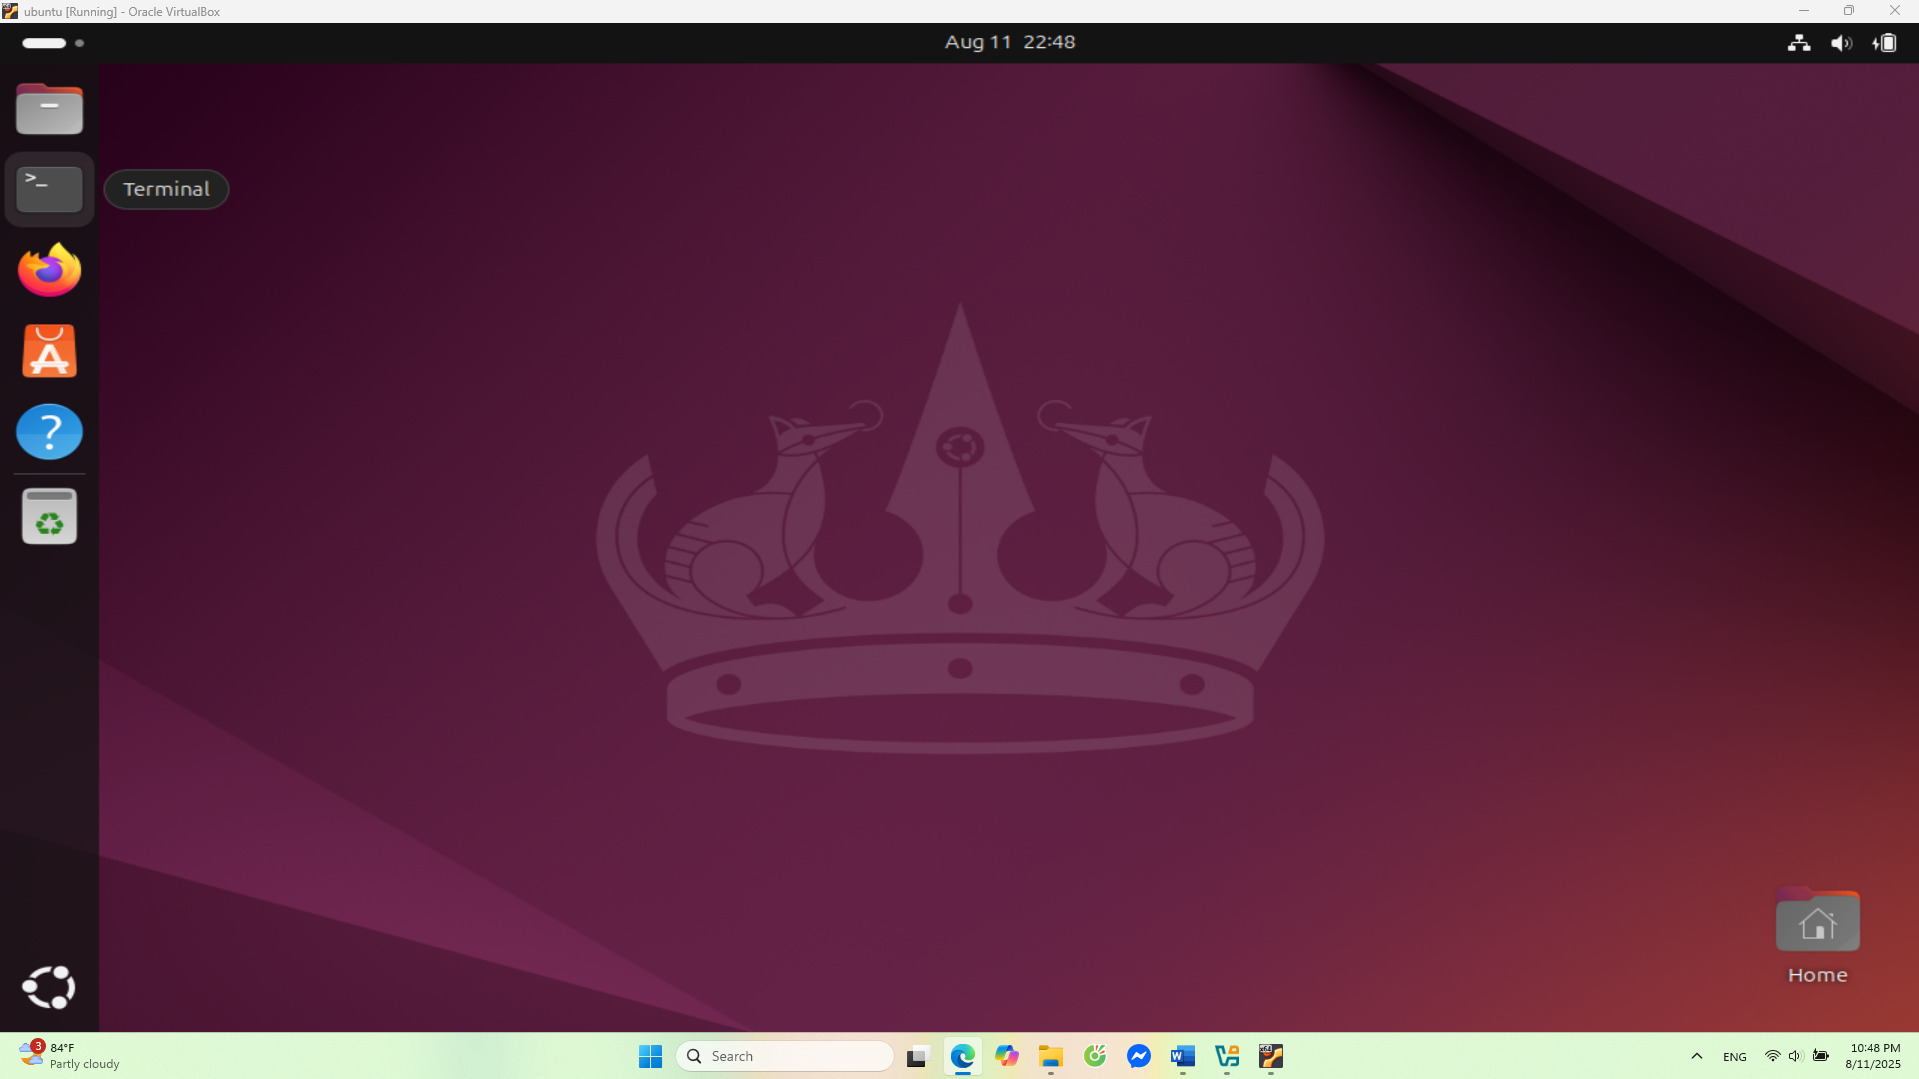 ubuntu [Running] - Oracle VirtualBox
Aug 11 22:48
>_
Terminal
?
Home
3
84°F
Partly cloudy
Search
W
x64
ENG
10:48 PM
8/11/2025